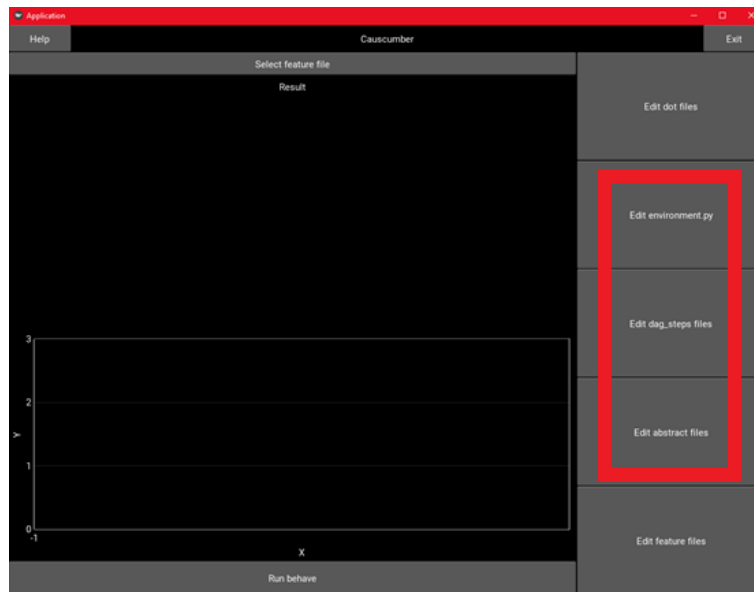 Application
Help
Causcumber
Exit
Select feature file
Result
Edit dot files
Edit environment.py
Edit dag_steps files
Edit abstract files
Edit feature files
3
2
Y
1
0
-1
X
Run behave